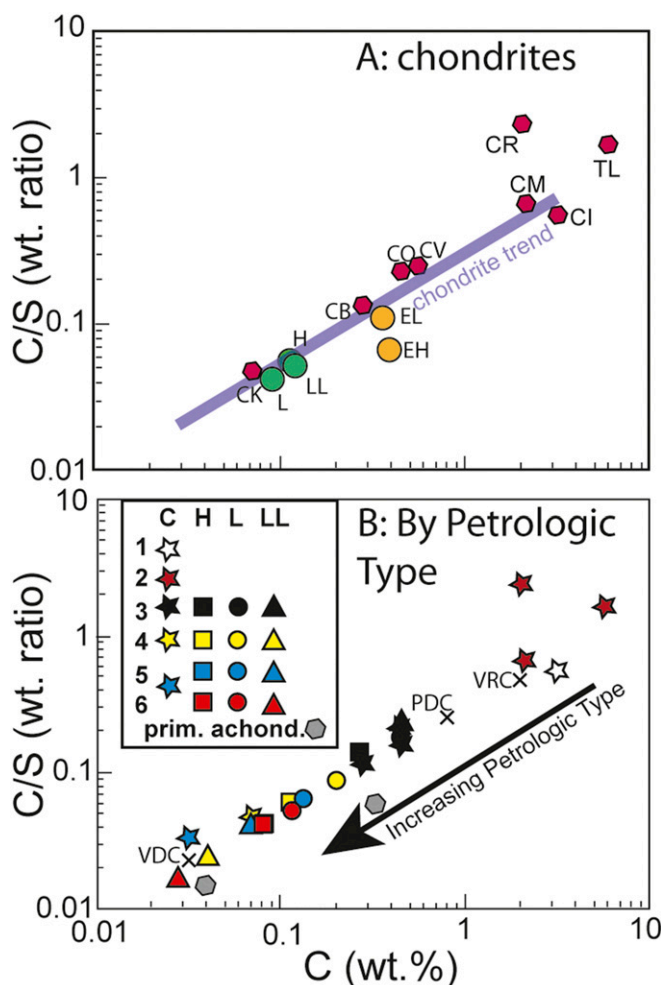 10
A: chondrites
CR
TL
1
CM
CI
C/S (wt. ratio)
CO
CV
chondrite trend
CB
0.1
EL
H
EH
CK
L
LL
0.01
10
C H L LL
B: By Petrologic
Type
1
2
3
4
5
6
prim. achond.
1
VRC
PDC
C/S (wt. ratio)
0.1
Increasing Petrologic Type
VDC
0.01
0.01 0.1 1 10
C (wt.%)